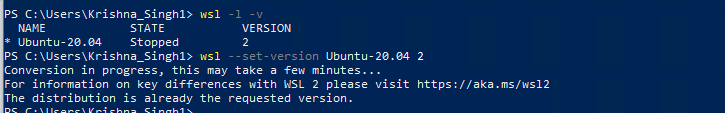 PS C:\Users\Krishna_Singh1> wsl -l -v
NAME STATE VERSION
* Ubuntu-20.04 Stopped 2
PS C:\Users\Krishna_Singh1> wsl --set-version Ubuntu-20.04 2
Conversion in progress, this may take a few minutes...
For information on key differences with WSL 2 please visit https://aka.ms/wsl2
The distribution is already the requested version.
PS C:\Users\Krishna_Singh1>